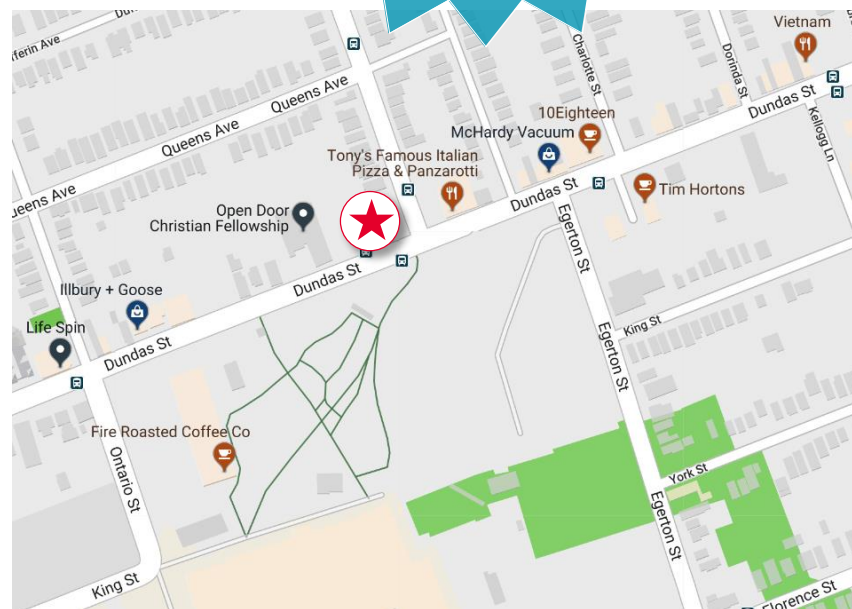 Vietnam
Charlotte St
Dorinda St
Dundas St
Kellogg Ln
Queens Ave
Queens Ave
10Eighteen
McHardy Vacuum
Tony's Famous Italian
Pizza & Panzarotti
Dundas St
Tim Hortons
Open Door
Christian Fellowship
Egerton St
Dundas St
Illbury + Goose
Life Spin
Dundas St
King St
Egerton St
Fire Roasted Coffee Co
Ontario St
York St
Egerton St
King St
Florence St